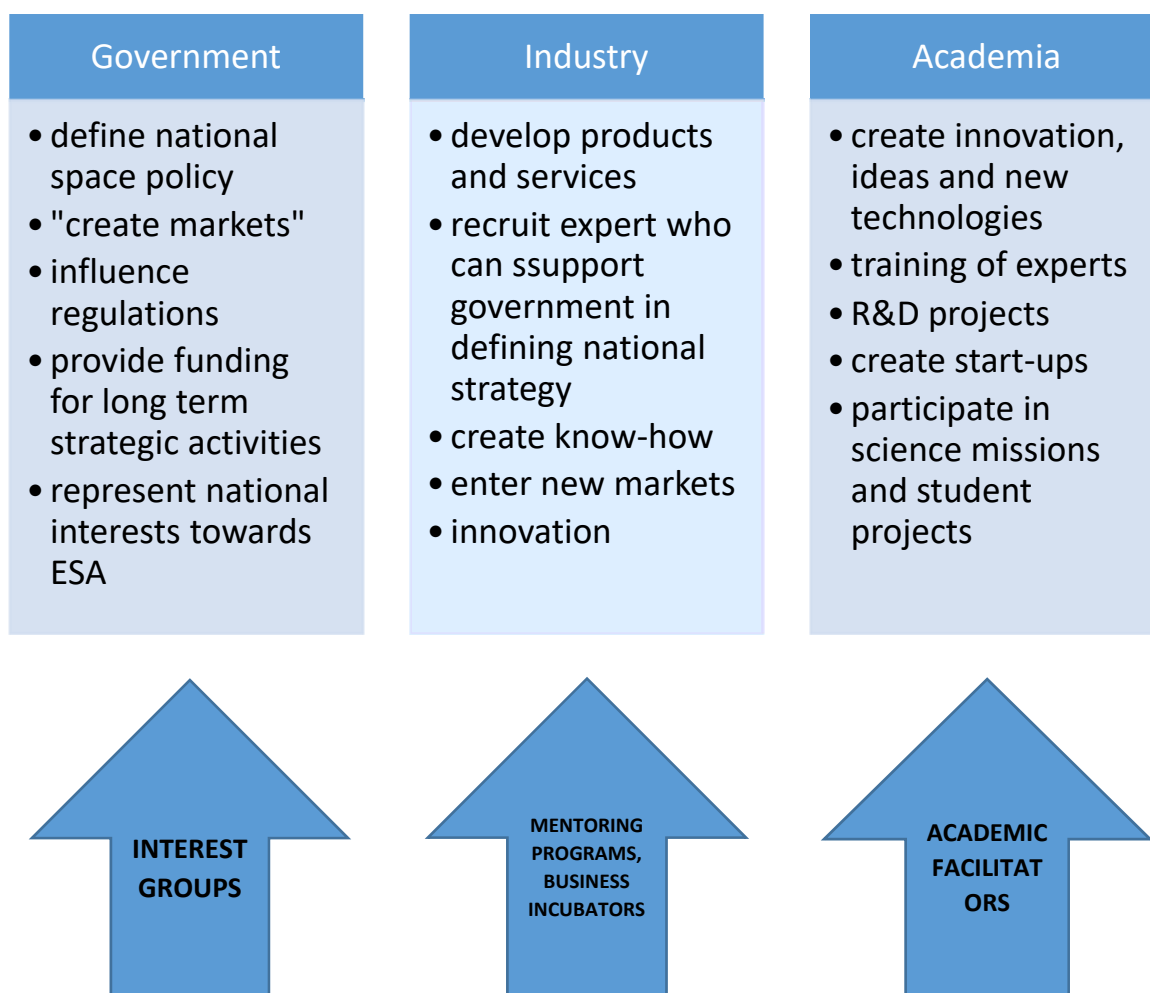 Government
• define national
space policy
• "create markets"
• influence
regulations
• provide funding
for long term
strategic activities
• represent national
interests towards
ESA
Industry
• develop products
and services
• recruit expert who
can ssupport
government in
defining national
strategy
• create know-how
• enter new markets
• innovation
Academia
• create innovation,
ideas and new
technologies
• training of experts
• R&D projects
• create start-ups
• participate in
science missions
and student
projects
INTEREST
GROUPS
MENTORING
PROGRAMS,
BUSINESS
INCUBATORS
ACADEMIC
FACILITAT
ORS